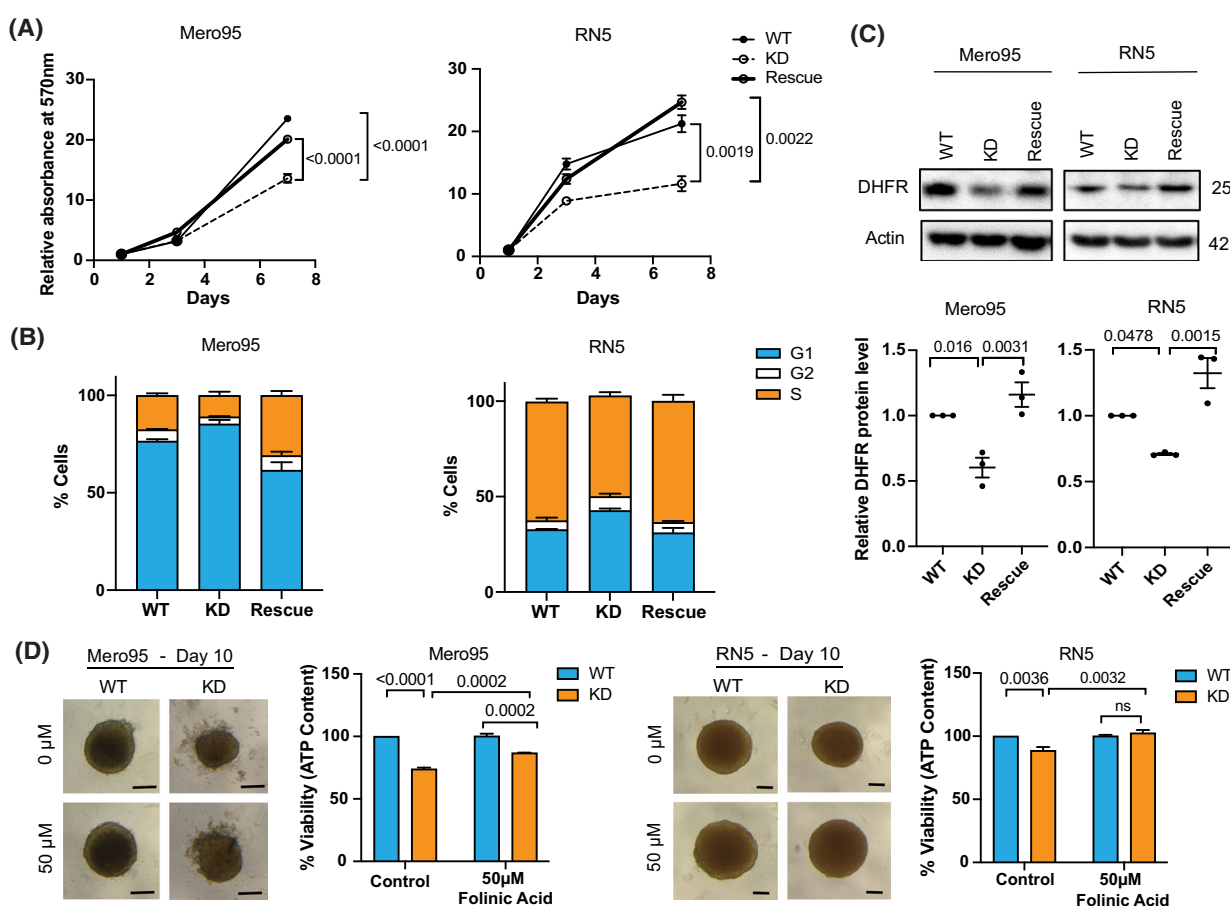 (A)
Mero95
Relative absorbance at 570nm
30
20
10
0
0 2 4 6 8
Days
<0.0001
<0.0001
RN5
WT
KD
Rescue
30
20
10
0
0 2 4 6 8
Days
0.0019
0.0022
(B)
Mero95
% Cells
100
50
0
WT KD Rescue
RN5
G1
G2
S
% Cells
100
50
0
WT KD Rescue
(C)
Mero95 RN5
WT KD Rescue WT KD Rescue
DHFR 25
Actin 42
Mero95
0.016 0.0031
Relative DHFR protein level
1.5
1.0
0.5
0.0
WT KD Rescue
RN5
0.0478 0.0015
1.5
1.0
0.5
0.0
WT KD Rescue
(D)
Mero95 - Day 10
WT KD
0 µM
50 µM
Mero95
WT
KD
% Viability (ATP Content)
150
100
50
0
<0.0001
0.0002
0.0002
Control 50µM
Folinic Acid
RN5 - Day 10
WT KD
0 µM
50 µM
RN5
WT
KD
% Viability (ATP Content)
150
100
50
0
0.0036 0.0032
ns
Control 50µM
Folinic Acid